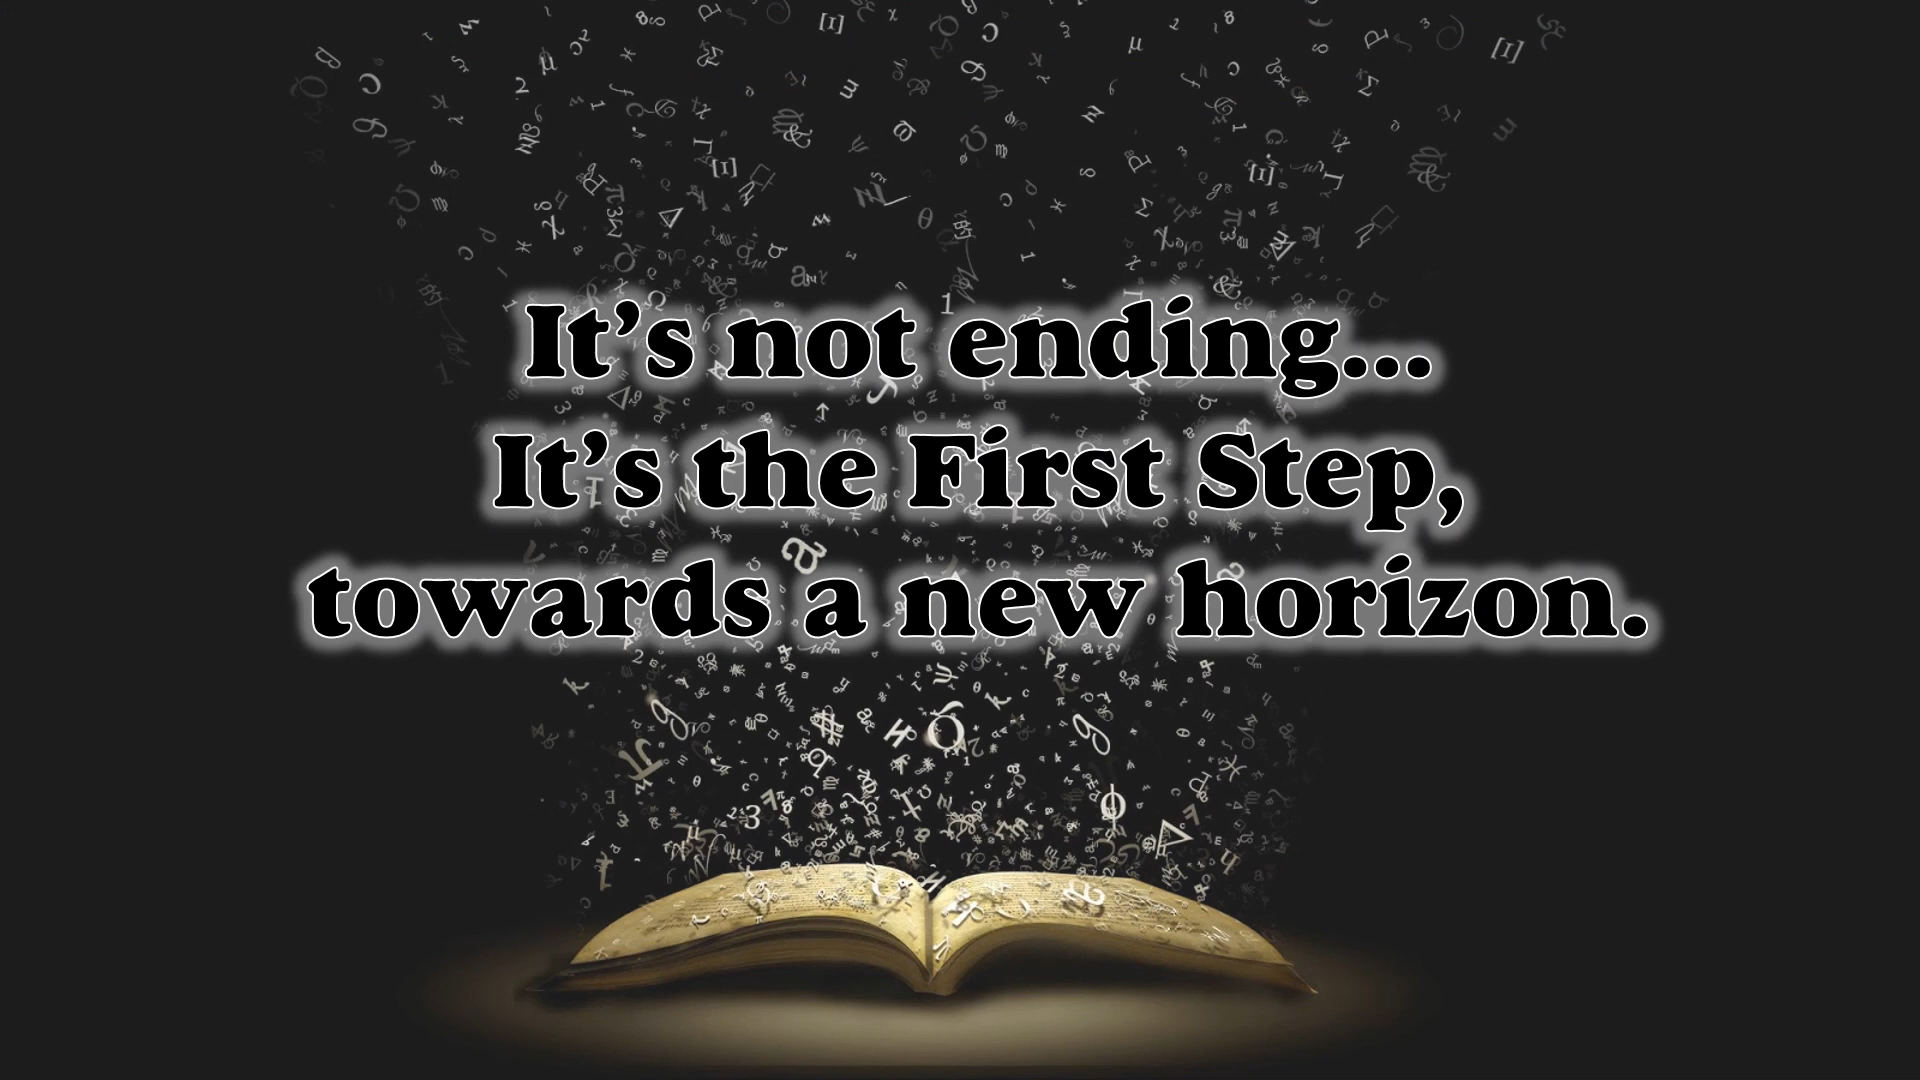 It’s not ending...
It’s the First Step,
towards a new horizon.